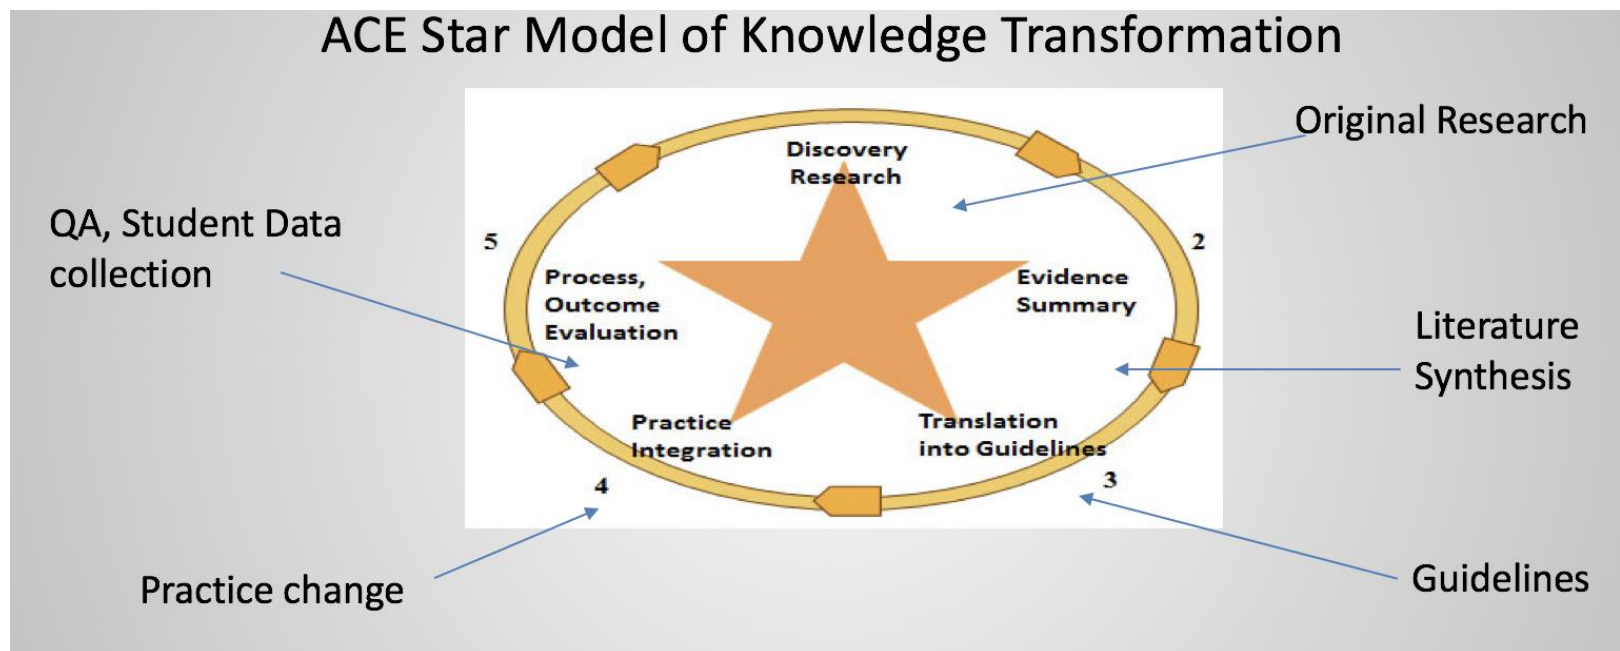 ACE Star Model of Knowledge Transformation
Original Research
Discovery
Research
QA, Student Data
collection
5
2
Process,
Outcome
Evaluation
Evidence
Summary
Literature
Synthesis
Practice
Integration
Translation
into Guidelines
4
3
Practice change
Guidelines